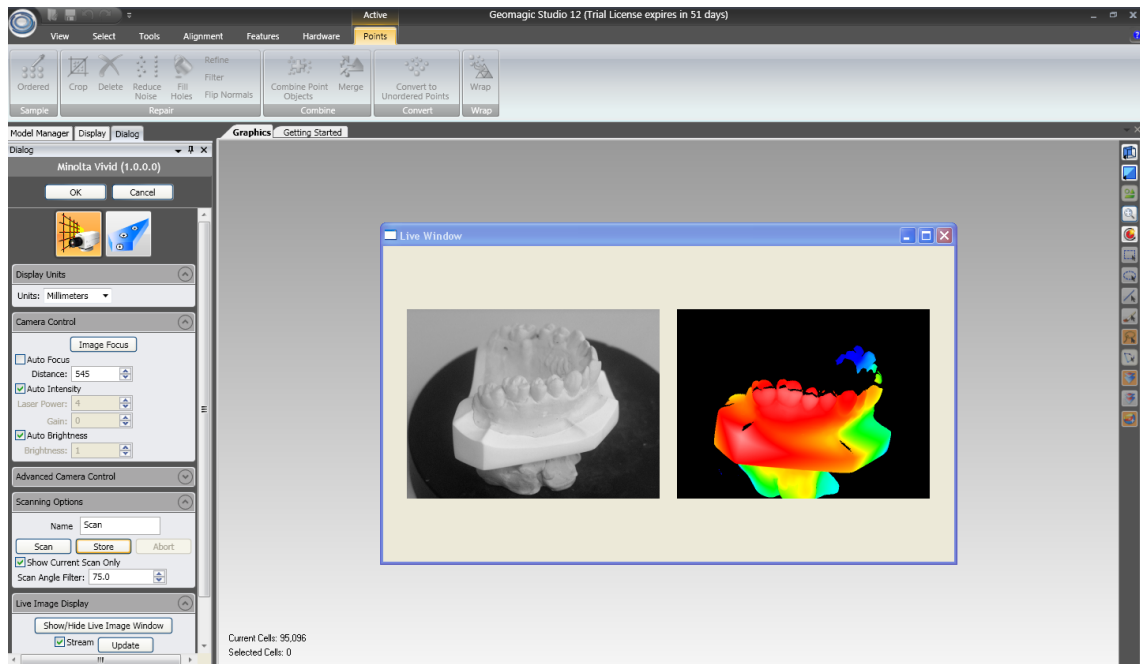 Active
Geomagic Studio 12 (Trial License expires in 51 days)
View Select Tools Alignment Features Hardware Points
Ordered
Crop
Delete
Reduce Noise
Fill Holes
Refine
Filter
Flip Normals
Combine Point Objects
Merge
Convert to Unordered Points
Wrap
Sample Repair Combine Convert Wrap
Model Manager Display Dialog
Graphics Getting Started
Dialog
Minolta Vivid (1.0.0.0)
OK Cancel
Display Units
Units: Millimeters
Camera Control
Image Focus
Auto Focus
Distance: 545
Auto Intensity
Laser Power: 4
Gain: 0
Auto Brightness
Brightness: 1
Advanced Camera Control
Scanning Options
Name Scan
Scan Store Abort
Show Current Scan Only
Scan Angle Filter: 75.0
Live Image Display
Show/Hide Live Image Window
Stream Update
Live Window
Current Cells: 95,096
Selected Cells: 0